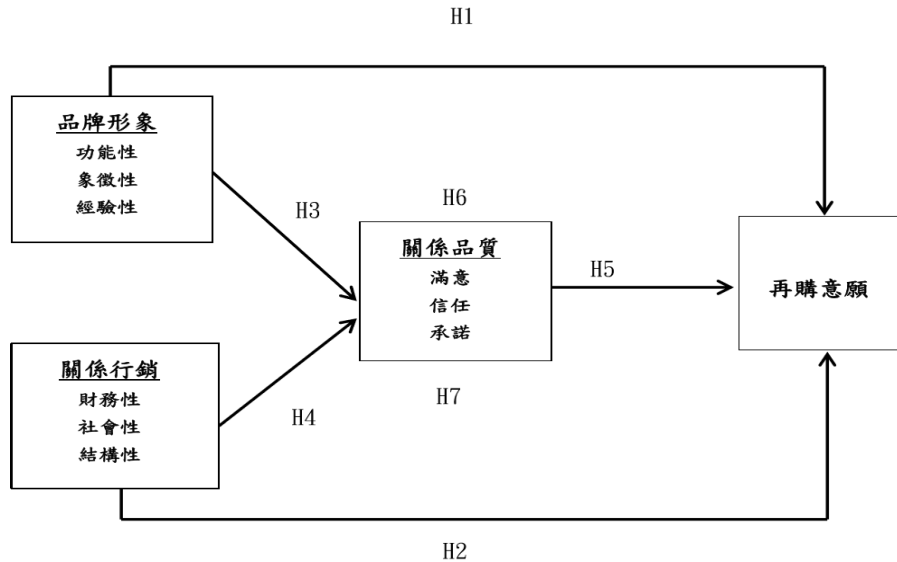 H1
品牌形象
功能性
象徵性
經驗性
H3
H6
關係品質
滿意
信任
承諾
H5
再購意願
關係行銷
財務性
社會性
結構性
H4
H7
H2